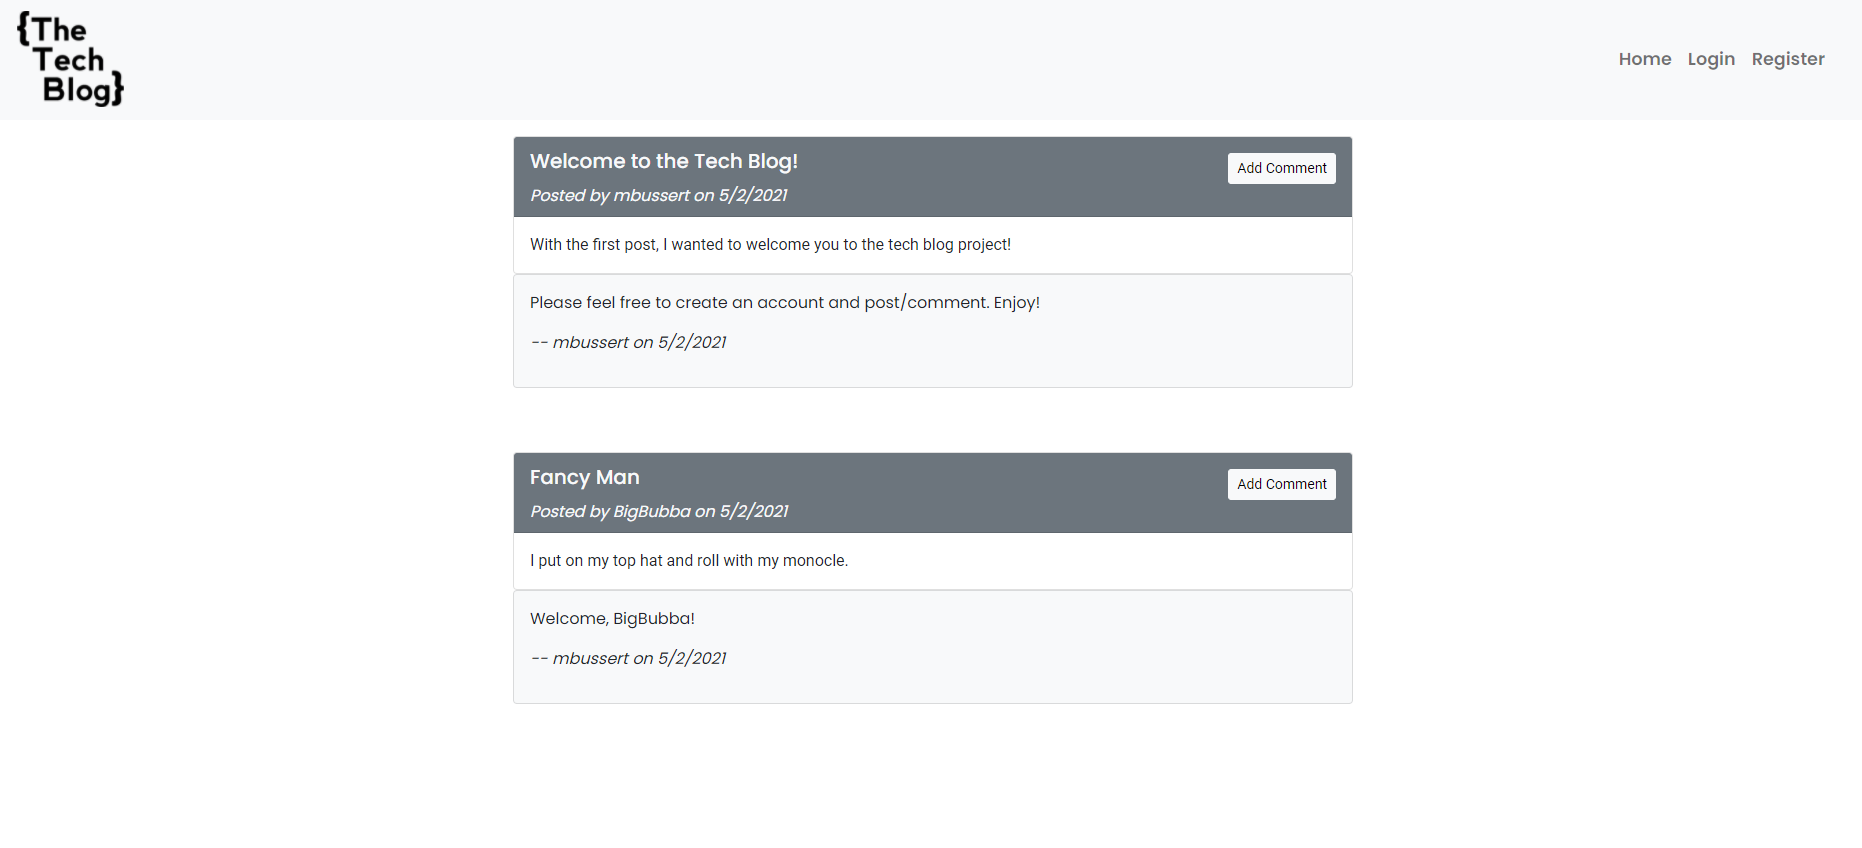 {The
Tech
Blog}
Home Login Register
Welcome to the Tech Blog!
Add Comment
Posted by mbussert on 5/2/2021
With the first post, I wanted to welcome you to the tech blog project!
Please feel free to create an account and post/comment. Enjoy!
-- mbussert on 5/2/2021
Fancy Man
Add Comment
Posted by BigBubba on 5/2/2021
I put on my top hat and roll with my monocle.
Welcome, BigBubba!
-- mbussert on 5/2/2021